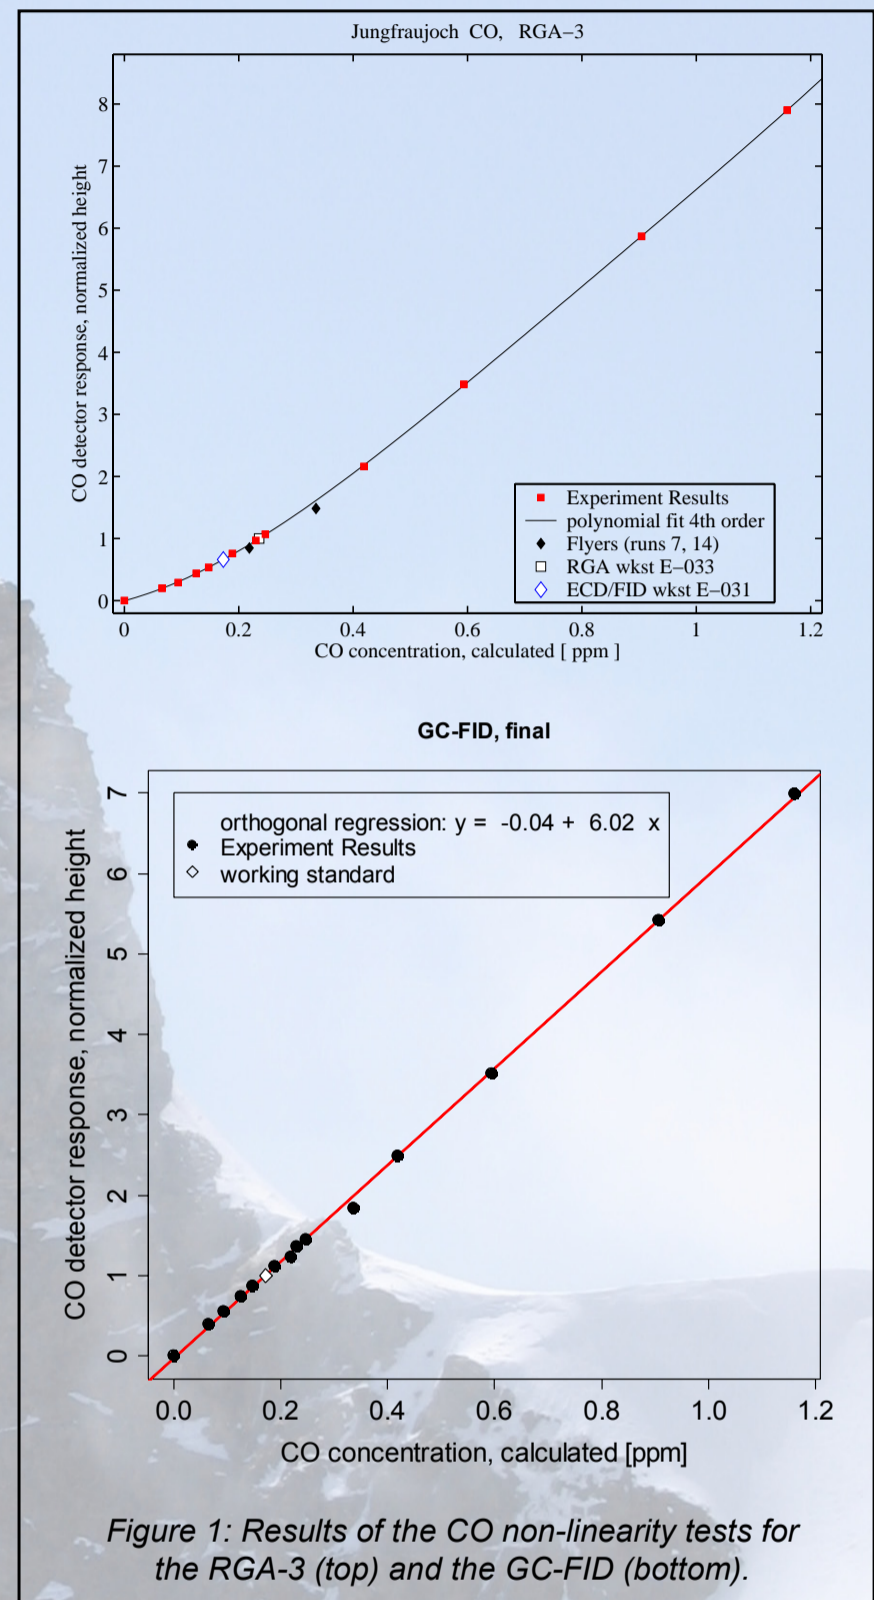 Jungfraujoch CO, RGA−3
CO detector response, normalized height
8
7
6
5
4
3
2
1
0
Experiment Results
polynomial fit 4th order
Flyers (runs 7, 14)
RGA wkst E−033
ECD/FID wkst E−031
0 0.2 0.4 0.6 0.8 1 1.2
CO concentration, calculated [ ppm ]
GC-FID, final
CO detector response, normalized height
7
6
5
4
3
2
1
0
orthogonal regression: y = -0.04 + 6.02 x
Experiment Results
working standard
0.0 0.2 0.4 0.6 0.8 1.0 1.2
CO concentration, calculated [ppm]
Figure 1: Results of the CO non-linearity tests for
the RGA-3 (top) and the GC-FID (bottom).